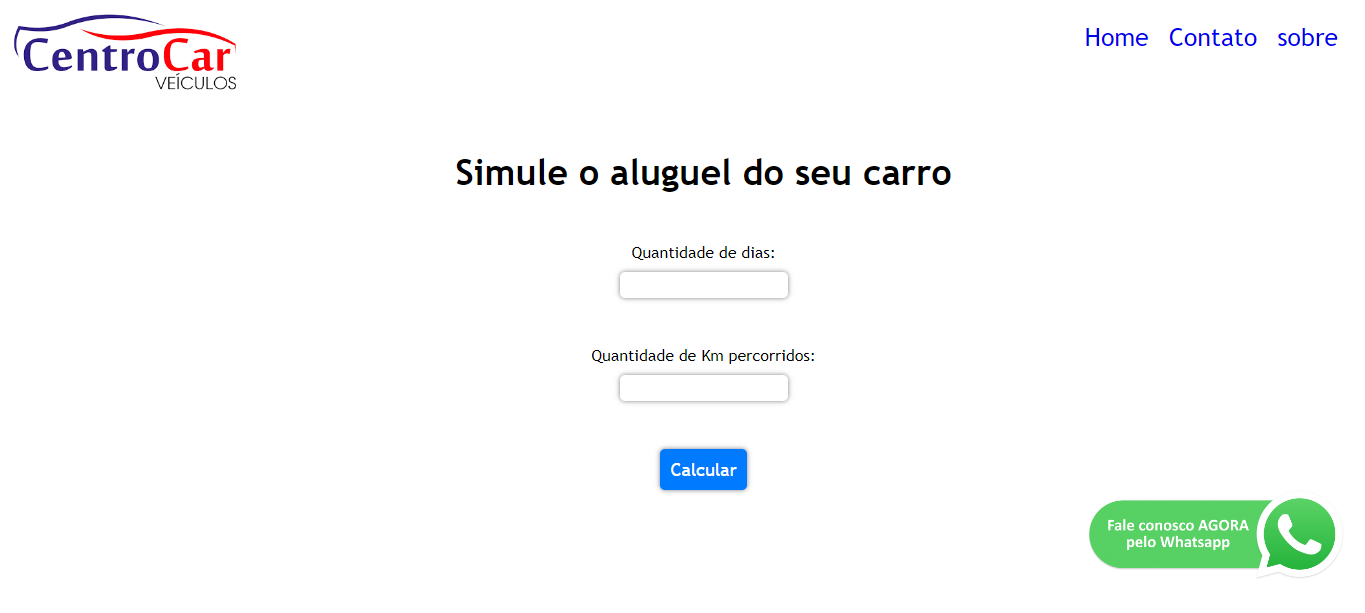 CentroCar
VEÍCULOS
Home Contato sobre
Simule o aluguel do seu carro
Quantidade de dias:
Quantidade de Km percorridos:
Calcular
Fale conosco AGORA
pelo Whatsapp